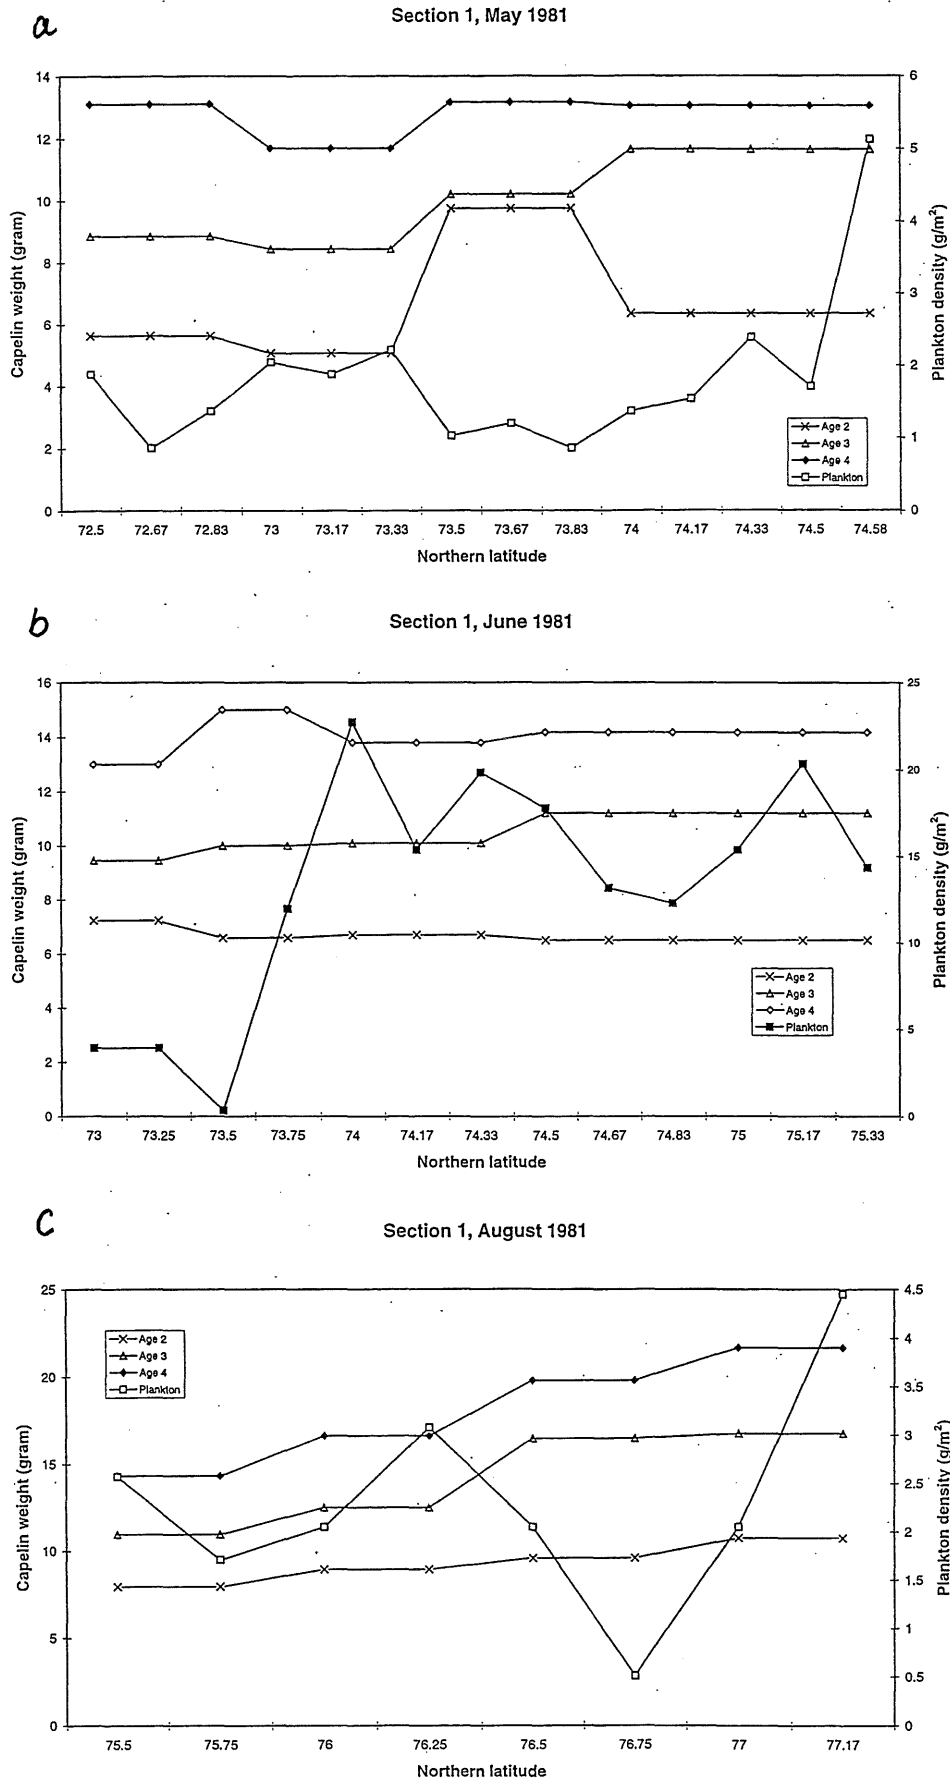 a
Section 1, May 1981
Capelin weight (gram)
14
12
10
8
6
4
2
0
6
5
4
3
2
1
0
Plankton density (g/m²)
Age 2
Age 3
Age 4
Plankton
72.5 72.67 72.83 73 73.17 73.33 73.5 73.67 73.83 74 74.17 74.33 74.5 74.58
Northern latitude
b
Section 1, June 1981
Capelin weight (gram)
16
14
12
10
8
6
4
2
0
25
20
15
10
5
0
Plankton density (g/m²)
Age 2
Age 3
Age 4
Plankton
73 73.25 73.5 73.75 74 74.17 74.33 74.5 74.67 74.83 75 75.17 75.33
Northern latitude
c
Section 1, August 1981
Capelin weight (gram)
25
20
15
10
5
0
4.5
4
3.5
3
2.5
2
1.5
1
0.5
0
Plankton density (g/m²)
Age 2
Age 3
Age 4
Plankton
75.5 75.75 76 76.25 76.5 76.75 77 77.17
Northern latitude